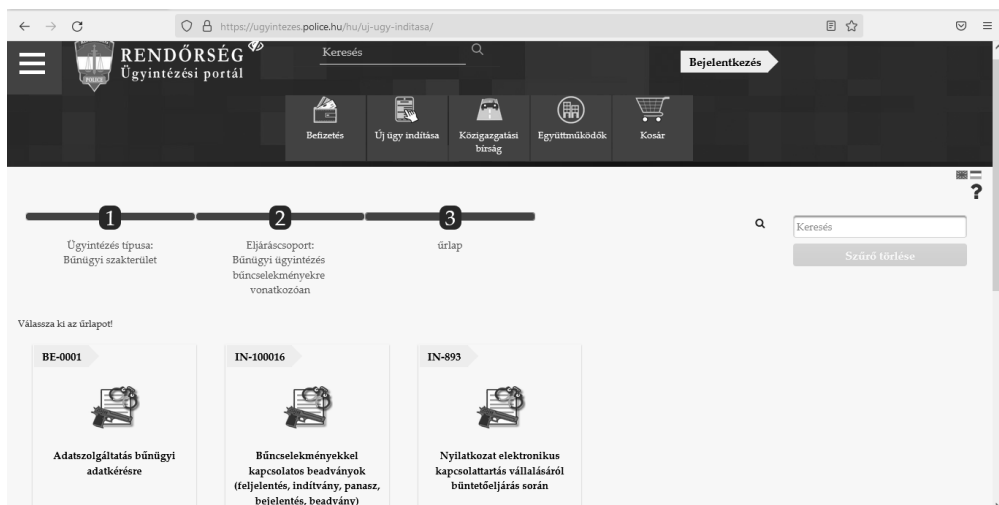 https://ugyintezes.police.hu/hu/uj-ugy-inditasa/
RENDŐRSÉG
Ügyintézési portál
POLICE
Keresés
Bejelentkezés
Befizetés
Új ügy indítása
Közigazgatási
bírság
Együttműködők
Kosár
?
1
2
3
Ügyintézés típusa:
Bűnügyi szakterület
Eljáráscsoport:
Bűnügyi ügyintézés
bűncselekményekre
vonatkozóan
űrlap
Keresés
Szűrő törlése
Válassza ki az űrlapot!
BE-0001
IN-100016
IN-893
Adatszolgáltatás bűnügyi
adatkérésre
Bűncselekményekkel
kapcsolatos beadványok
(feljelentés, indítvány, panasz,
bejelentés, beadvány)
Nyilatkozat elektronikus
kapcsolattartás vállalásáról
büntetőeljárás során